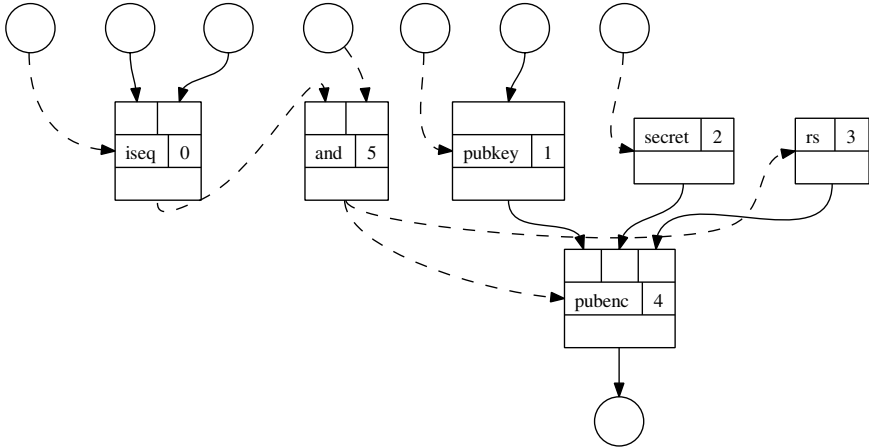 secret 2
rs 3
iseq 0
and 5
pubkey 1
pubenc 4